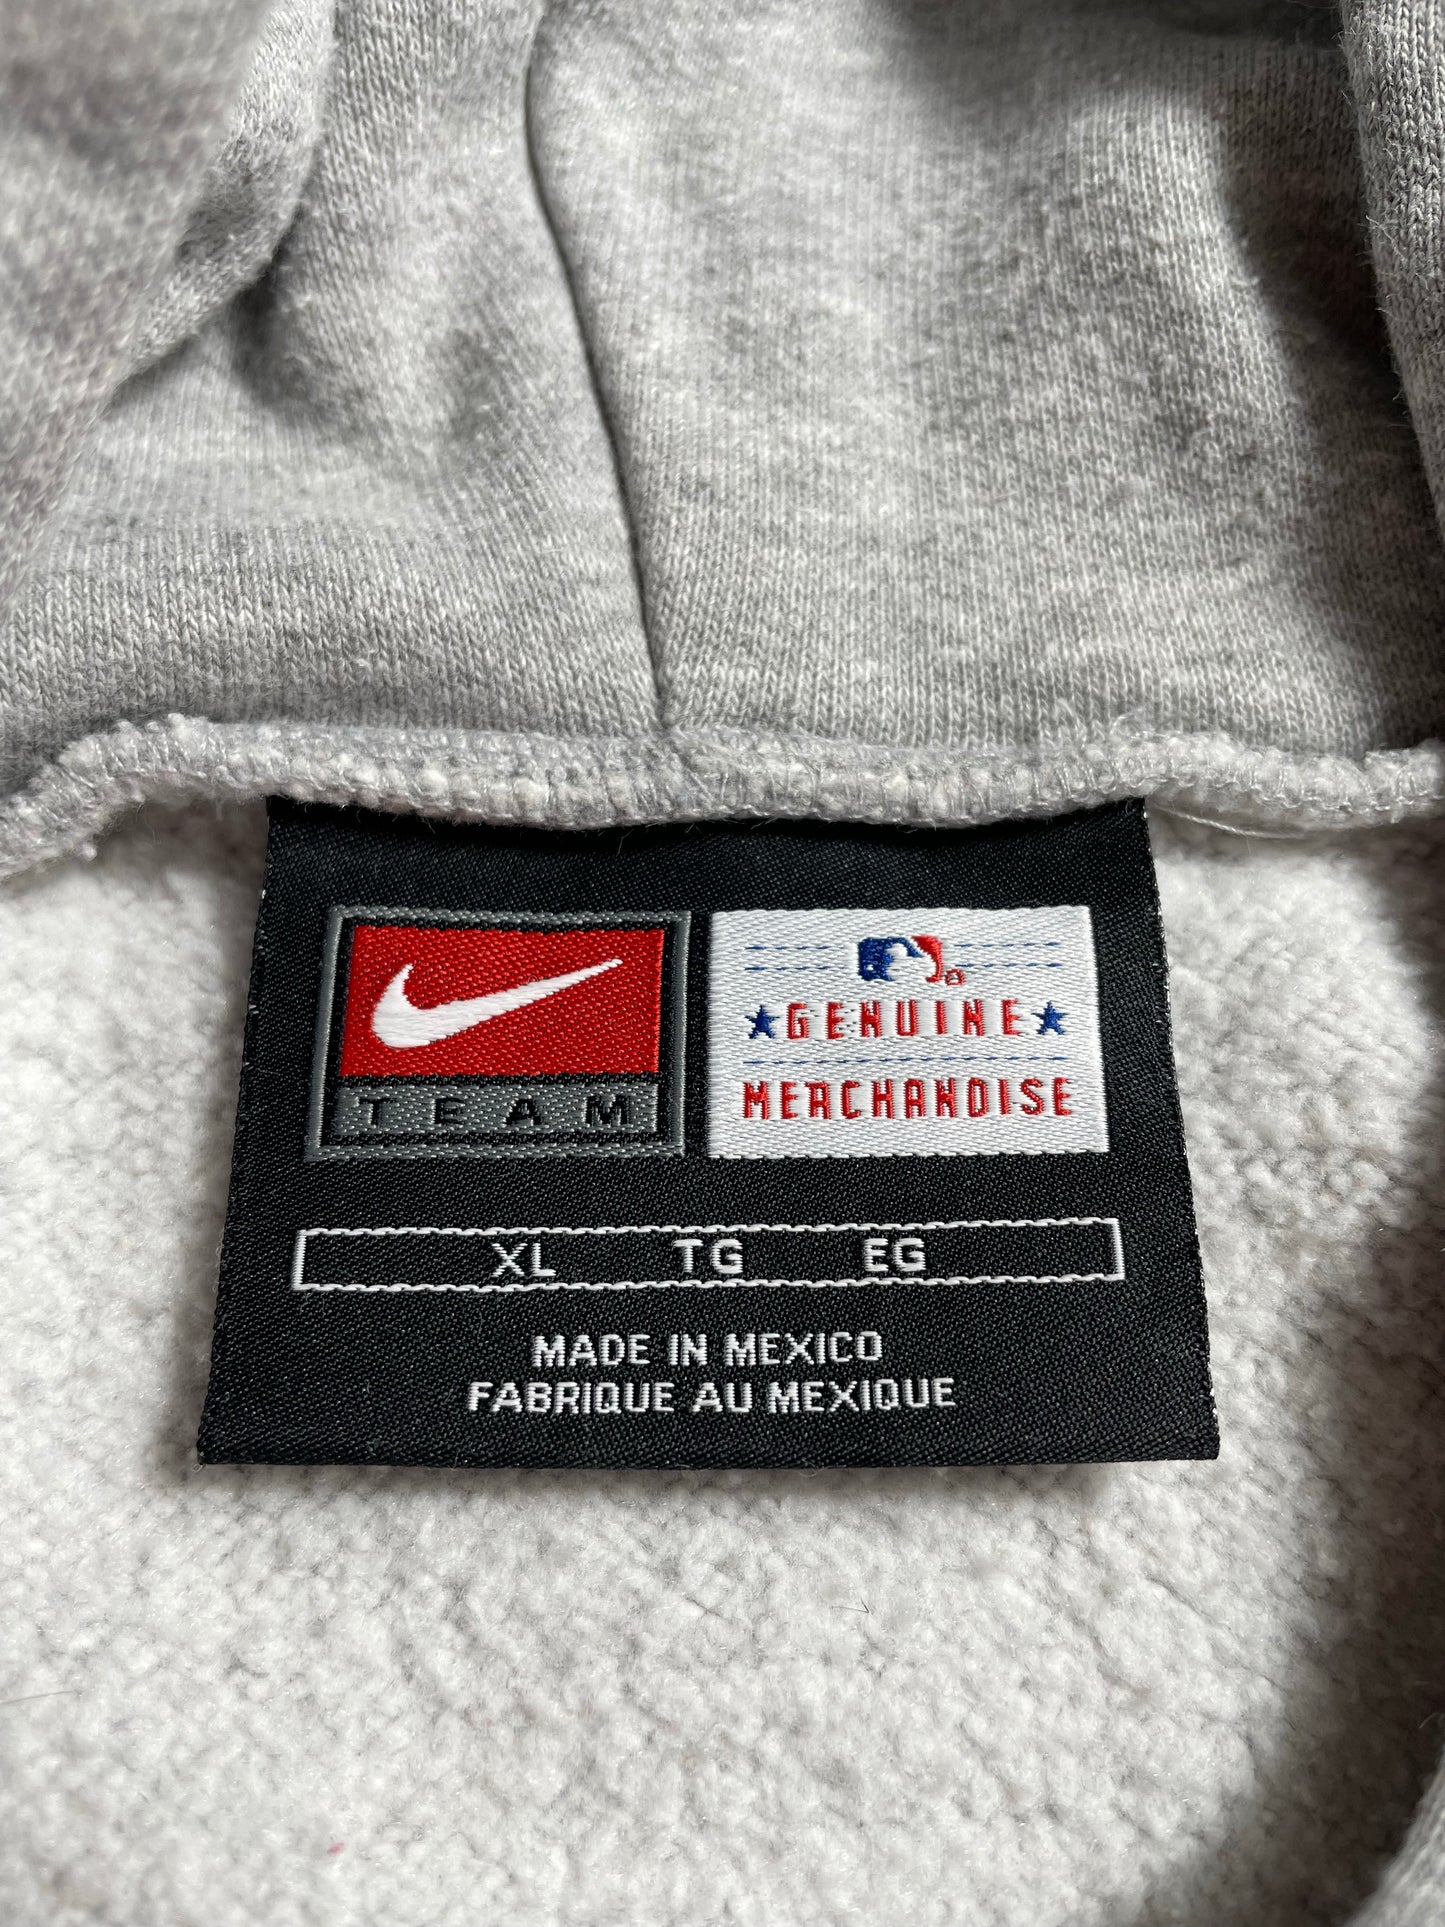 TEAM
GENUINE
MERCHANDISE
XL TG EG
MADE IN MEXICO
FABRIQUE AU MEXIQUE